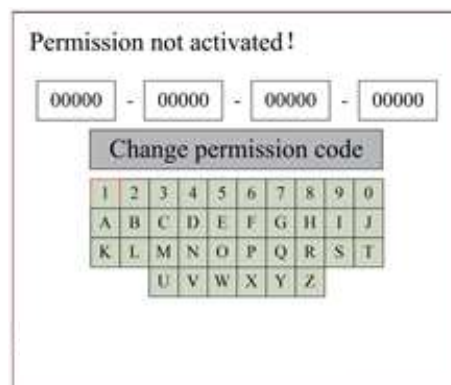 Permission not activated!
00000 - 00000 - 00000 - 00000
Change permission code
1 2 3 4 5 6 7 8 9 0
A B C D E F G H I J
K L M N O P Q R S T
U V W X Y Z